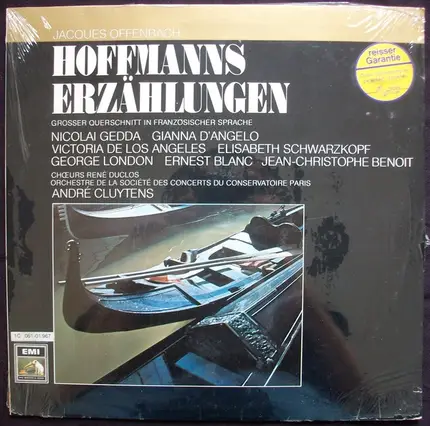 JACQUES OFFENBACH
HOFFMANNS
ERZÄHLUNGEN
reisser
Garantie
GROSSER QUERSCHNITT IN FRANZÖSISCHER SPRACHE
NICOLAI GEDDA GIANNA D'ANGELO
VICTORIA DE LOS ANGELES ELISABETH SCHWARZKOPF
GEORGE LONDON ERNEST BLANC JEAN-CHRISTOPHE BENOIT
CHŒURS RENÉ DUCLOS
ORCHESTRE DE LA SOCIÉTÉ DES CONCERTS DU CONSERVATOIRE PARIS
ANDRÉ CLUYTENS
EMI